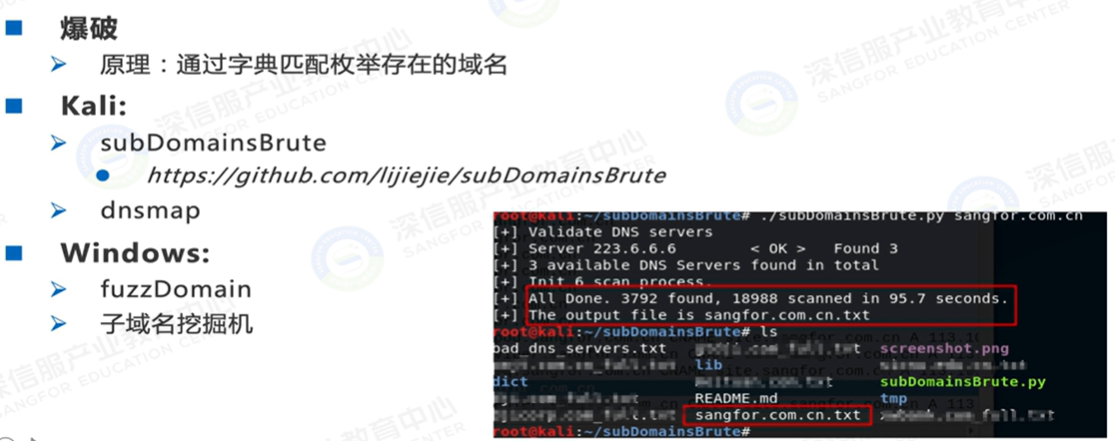 爆破
原理：通过字典匹配枚举存在的域名
Kali:
subDomainsBrute
https://github.com/lijiejie/subDomainsBrute
dnsmap
Windows:
fuzzDomain
子域名挖掘机
root@kali:~/subDomainsBrute# ./subDomainsBrute.py sangfor.com.cn
[+] Validate DNS servers
[+] Server 223.6.6.6 < OK > Found 3
[+] 3 available DNS Servers found in total
[+] Init 6 scan process.
[+] All Done. 3792 found, 18988 scanned in 95.7 seconds.
[+] The output file is sangfor.com.cn.txt
root@kali:~/subDomainsBrute# ls
bad_dns_servers.txt screenshot.png
lib
dict subDomainsBrute.py
README.md tmp
sangfor.com.cn.txt
root@kali:~/subDomainsBrute#
深信服产业教育中心
SANGFOR EDUCATION CENTER